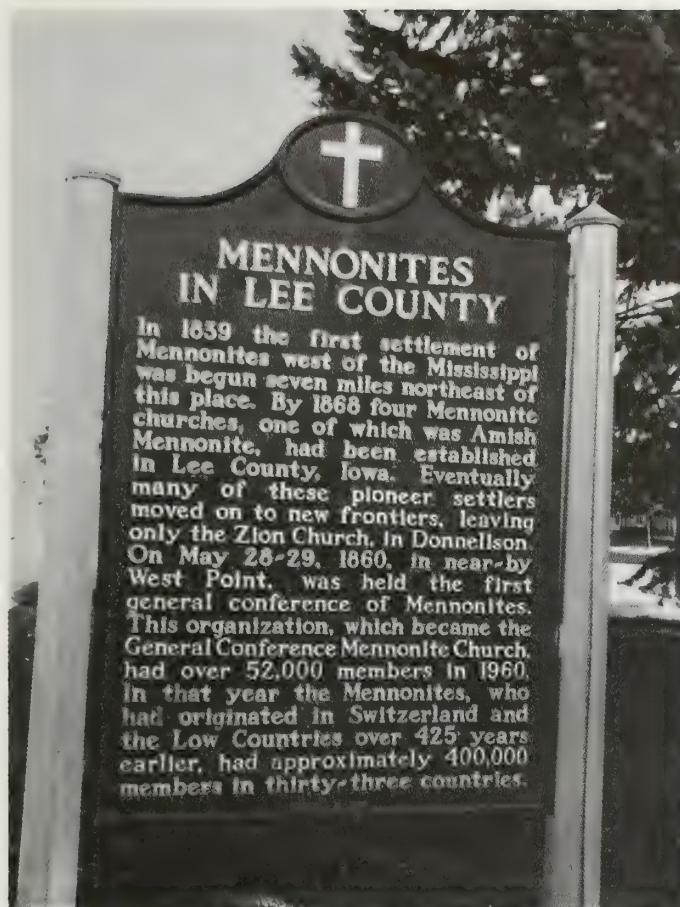 MENNONITES
IN LEE COUNTY
In 1839 the first settlement of
Mennonites west of the Mississippi
was begun seven miles northeast of
this place. By 1868 four Mennonite
churches, one of which was Amish
Mennonite, had been established
in Lee County, Iowa. Eventually
many of these pioneer settlers
moved on to new frontiers, leaving
only the Zion Church, in Donnellson.
On May 28-29, 1860, in near-by
West Point, was held the first
general conference of Mennonites.
This organization, which became the
General Conference Mennonite Church,
had over 52,000 members in 1960.
In that year the Mennonites, who
had originated in Switzerland and
the Low Countries over 425 years
earlier, had approximately 400,000
members in thirty-three countries.